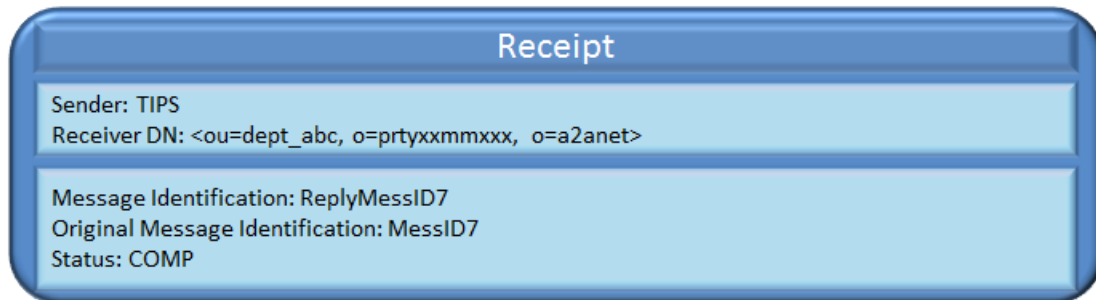 Receipt
Sender: TIPS
Receiver DN: <ou=dept_abc, o=prtyxxmmxxx, o=a2anet>
Message Identification: ReplyMessID7
Original Message Identification: MessID7
Status: COMP